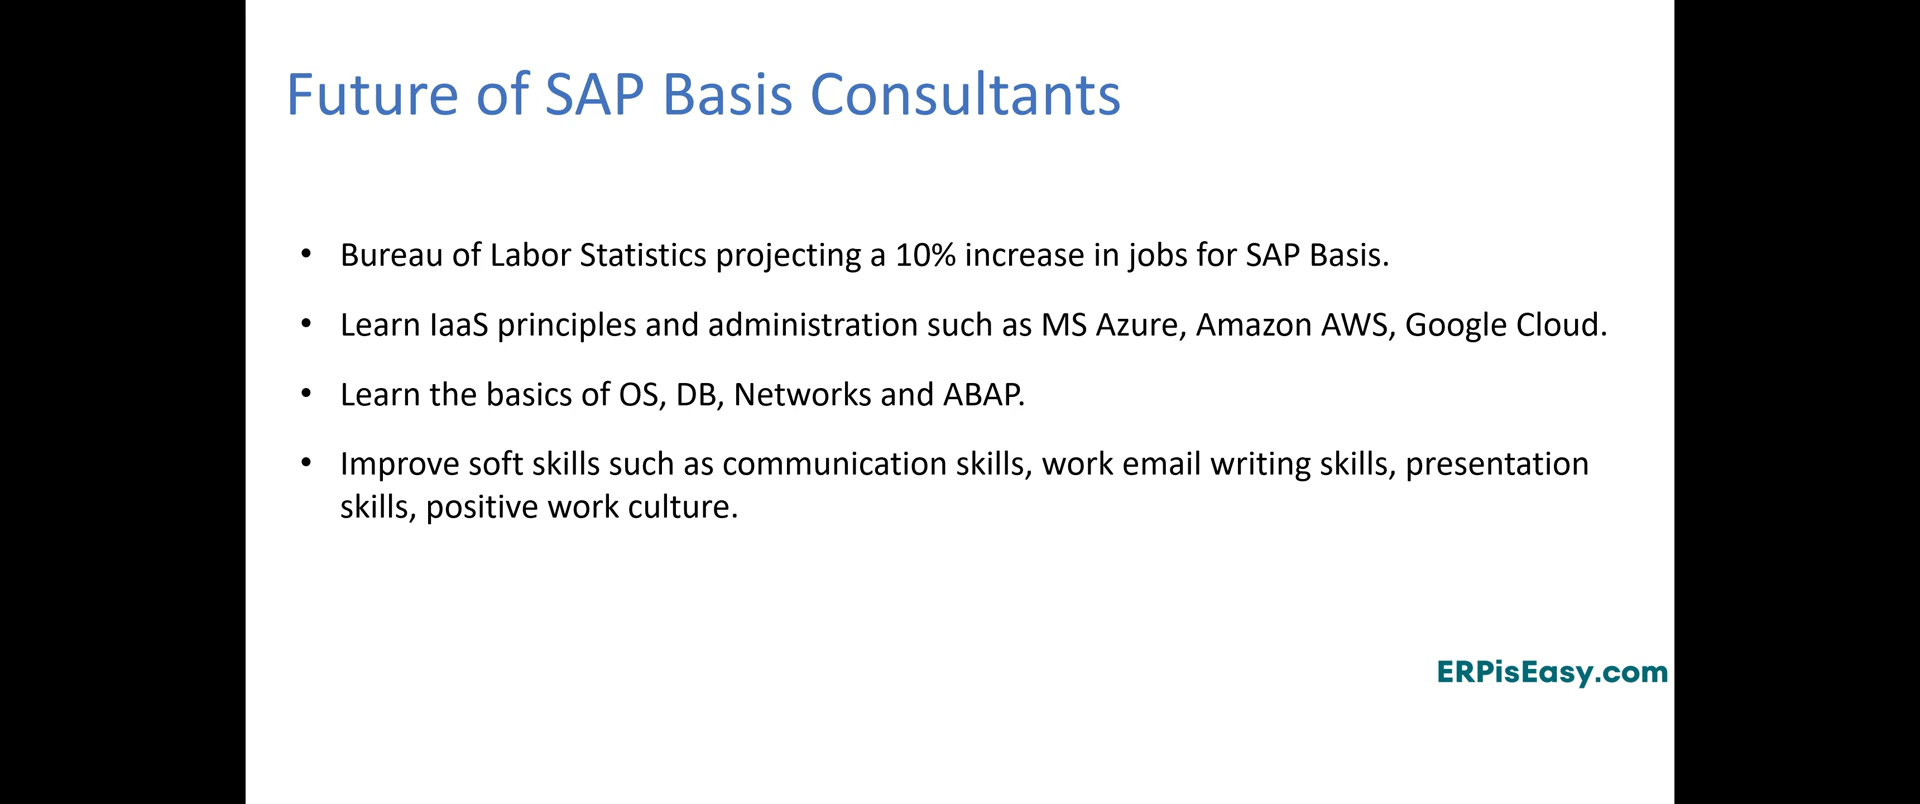 Future of SAP Basis Consultants
• Bureau of Labor Statistics projecting a 10% increase in jobs for SAP Basis.
• Learn IaaS principles and administration such as MS Azure, Amazon AWS, Google Cloud.
• Learn the basics of OS, DB, Networks and ABAP.
• Improve soft skills such as communication skills, work email writing skills, presentation
skills, positive work culture.
ERPisEasy.com